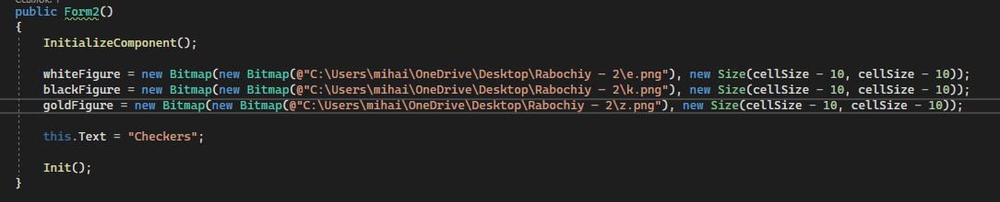 public Form2()
{
InitializeComponent();
whiteFigure = new Bitmap(new Bitmap(@"C:\Users\mihai\OneDrive\Desktop\Rabochiy — 2\e.png"), new Size(cellSize - 10, cellSize - 10));
blackFigure = new Bitmap(new Bitmap(@"C:\Users\mihai\OneDrive\Desktop\Rabochiy — 2\k.png"), new Size(cellSize - 10, cellSize - 10));
goldFigure = new Bitmap(new Bitmap(@"C:\Users\mihai\OneDrive\Desktop\Rabochiy — 2\z.png"), new Size(cellSize - 10, cellSize - 10));
this.Text = "Checkers";
Init();
}